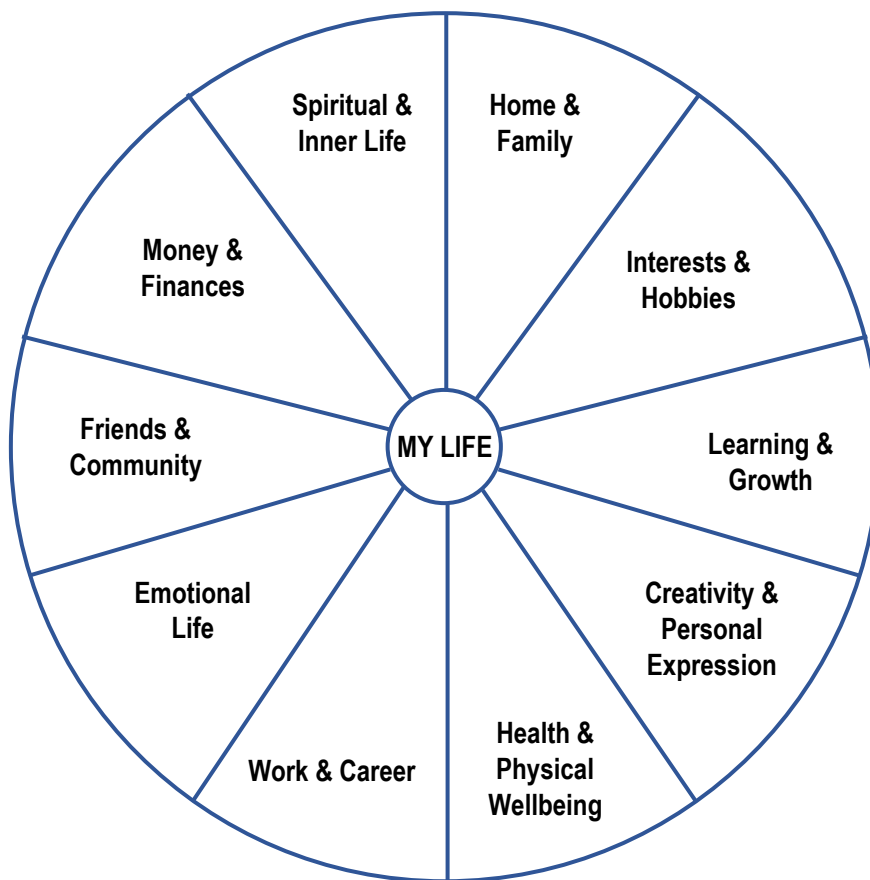 Spiritual &
Inner Life
Home &
Family
Money &
Finances
Interests &
Hobbies
Friends &
Community
MY LIFE
Learning &
Growth
Emotional
Life
Creativity &
Personal
Expression
Work & Career
Health &
Physical
Wellbeing